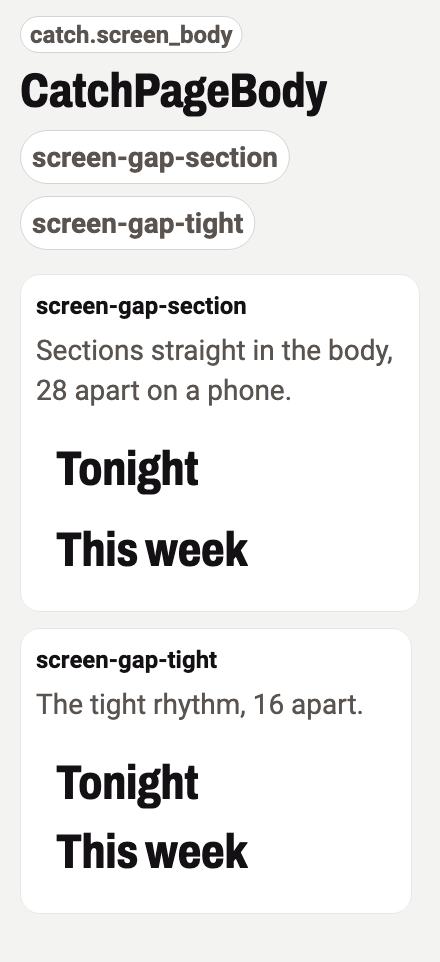 catch.screen_body
CatchPageBody
screen-gap-section
screen-gap-tight
screen-gap-section
Sections straight in the body,
28 apart on a phone.
Tonight
This week
screen-gap-tight
The tight rhythm, 16 apart.
Tonight
This week